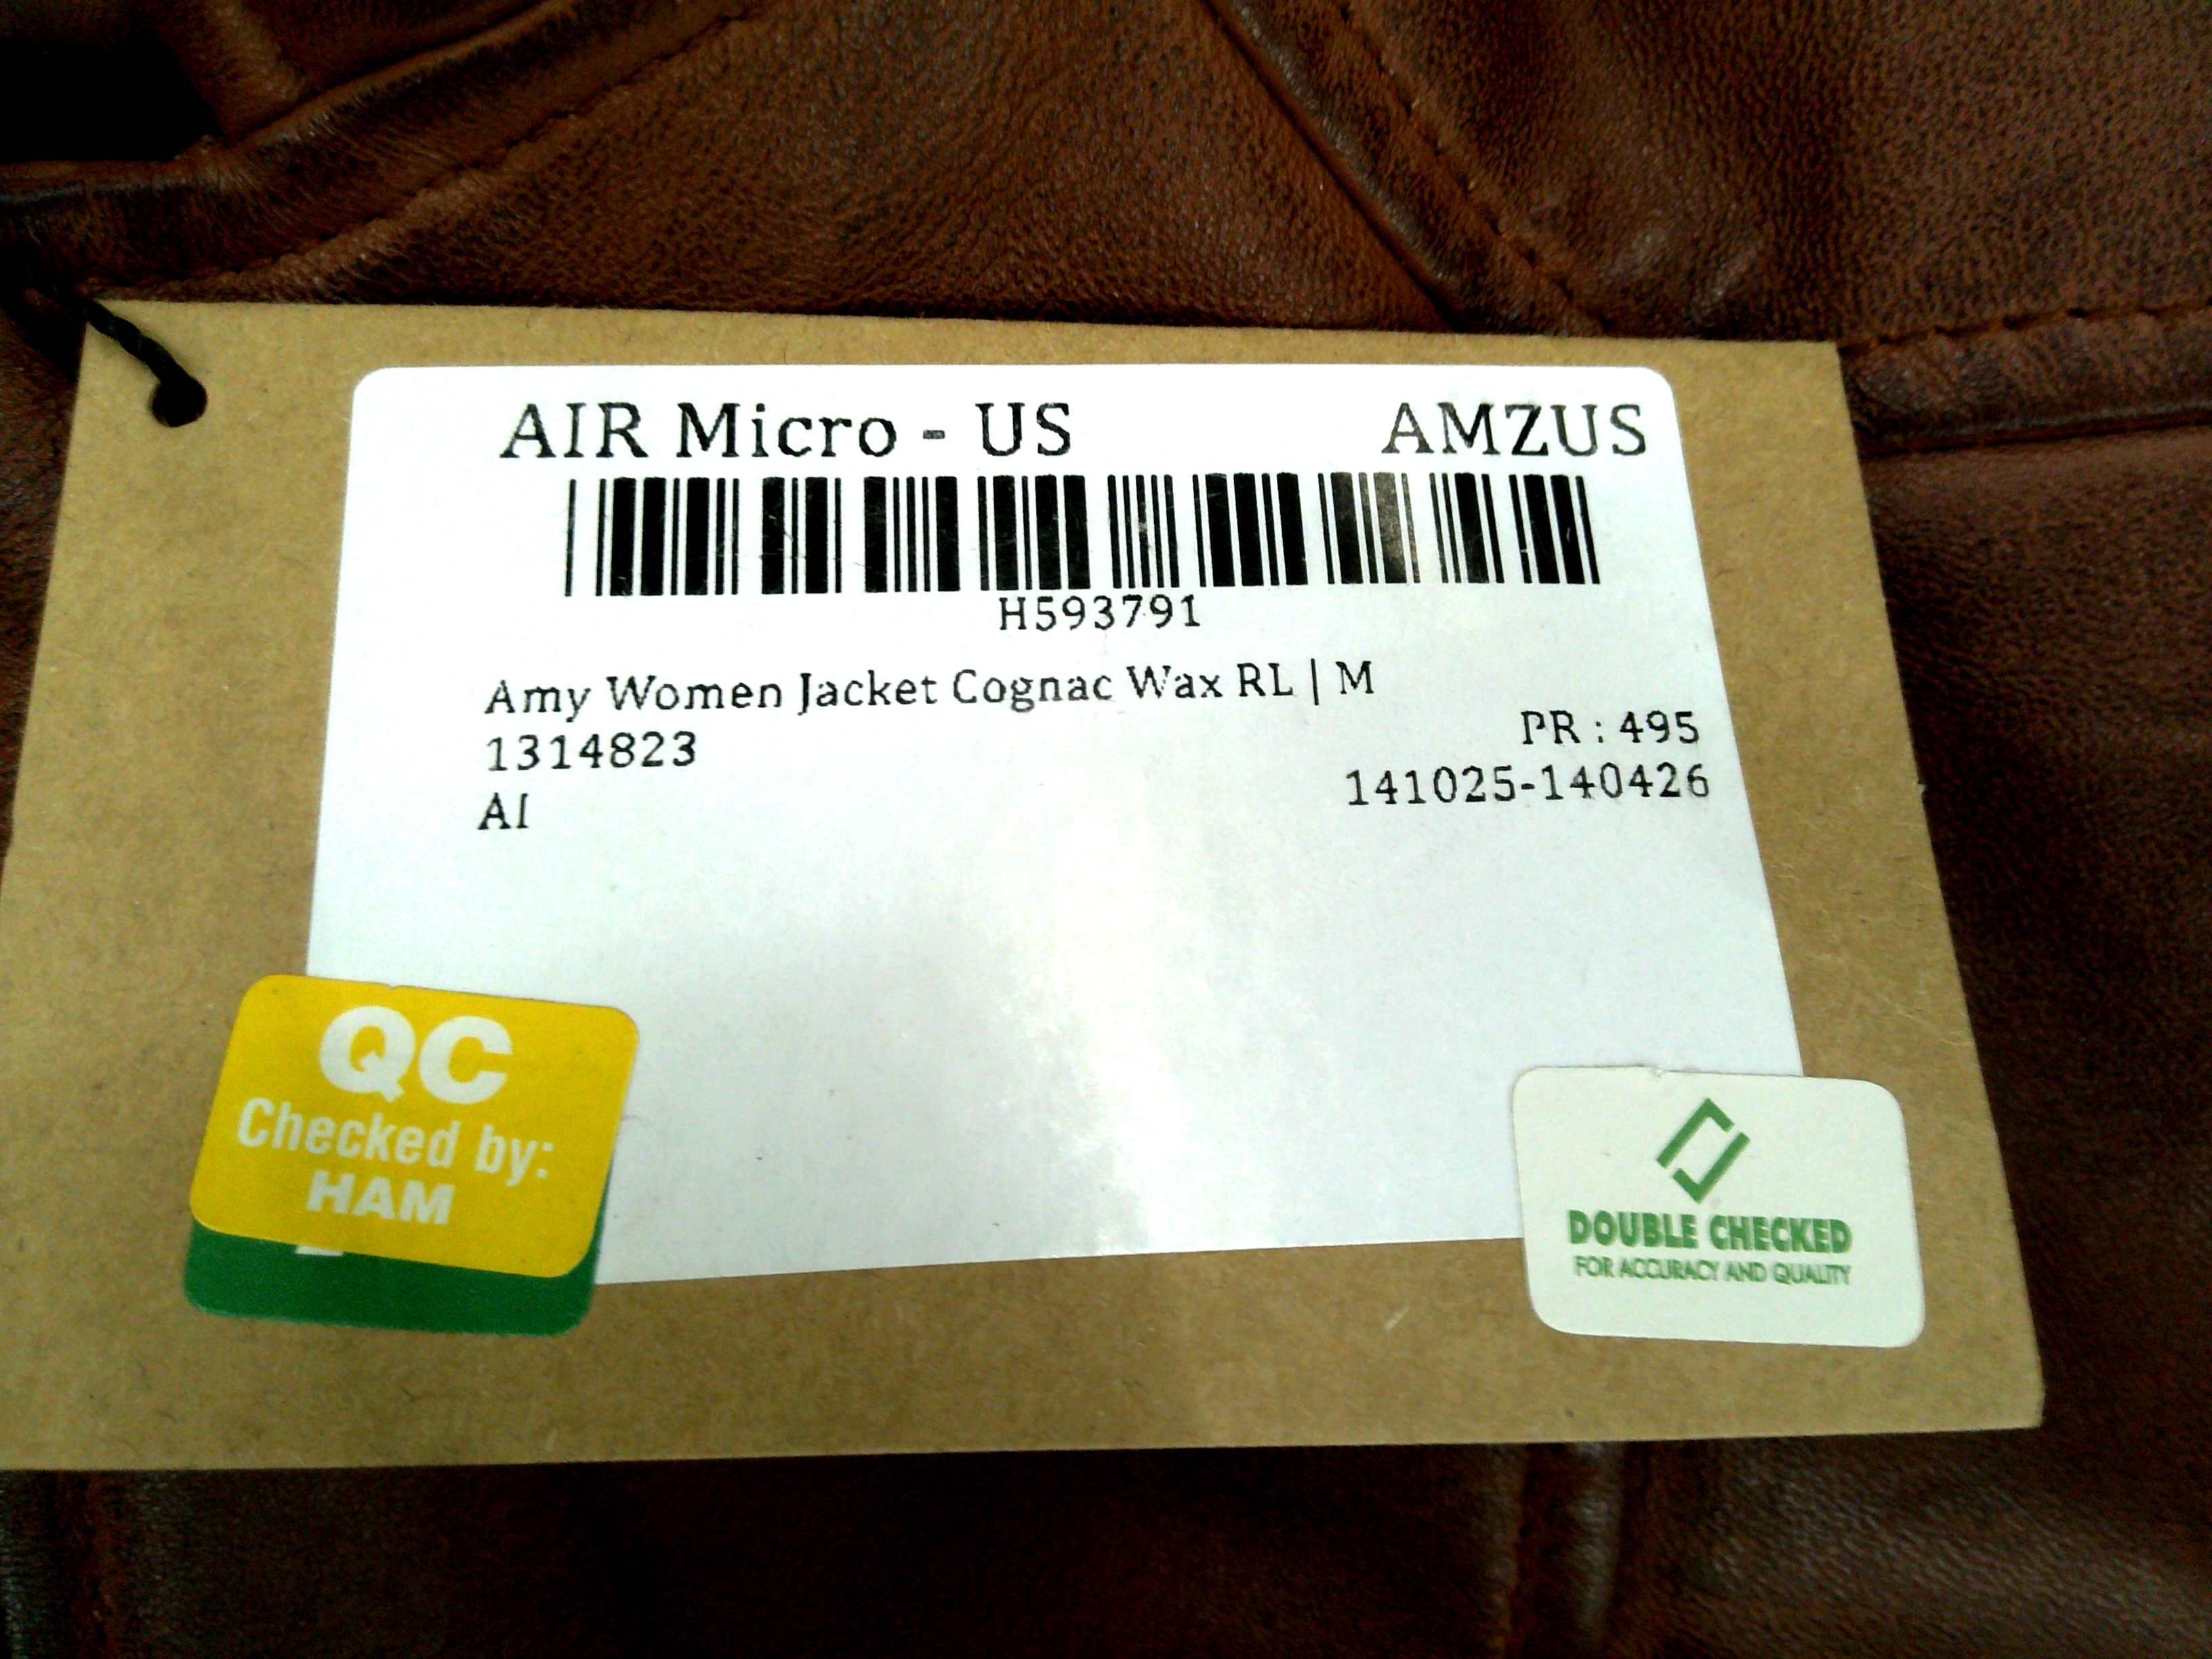 AIR Micro - US AMZUS
H593791
Amy Women Jacket Cognac Wax RL | M
PR : 495
1314823
141025-140426
AI
QC
Checked by:
HAM
DOUBLE CHECKED
FOR ACCURACY AND QUALITY